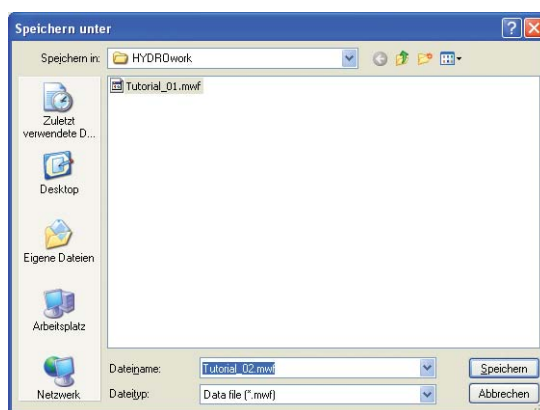 Speichern unter
Speichern in: HYDROwork
Tutorial_01.mwf
Zuletzt
verwendete D...
Desktop
Eigene Dateien
Arbeitsplatz
Netzwerk
Dateiname: Tutorial_02.mwf Speichern
Dateityp: Data file (*.mwf) Abbrechen